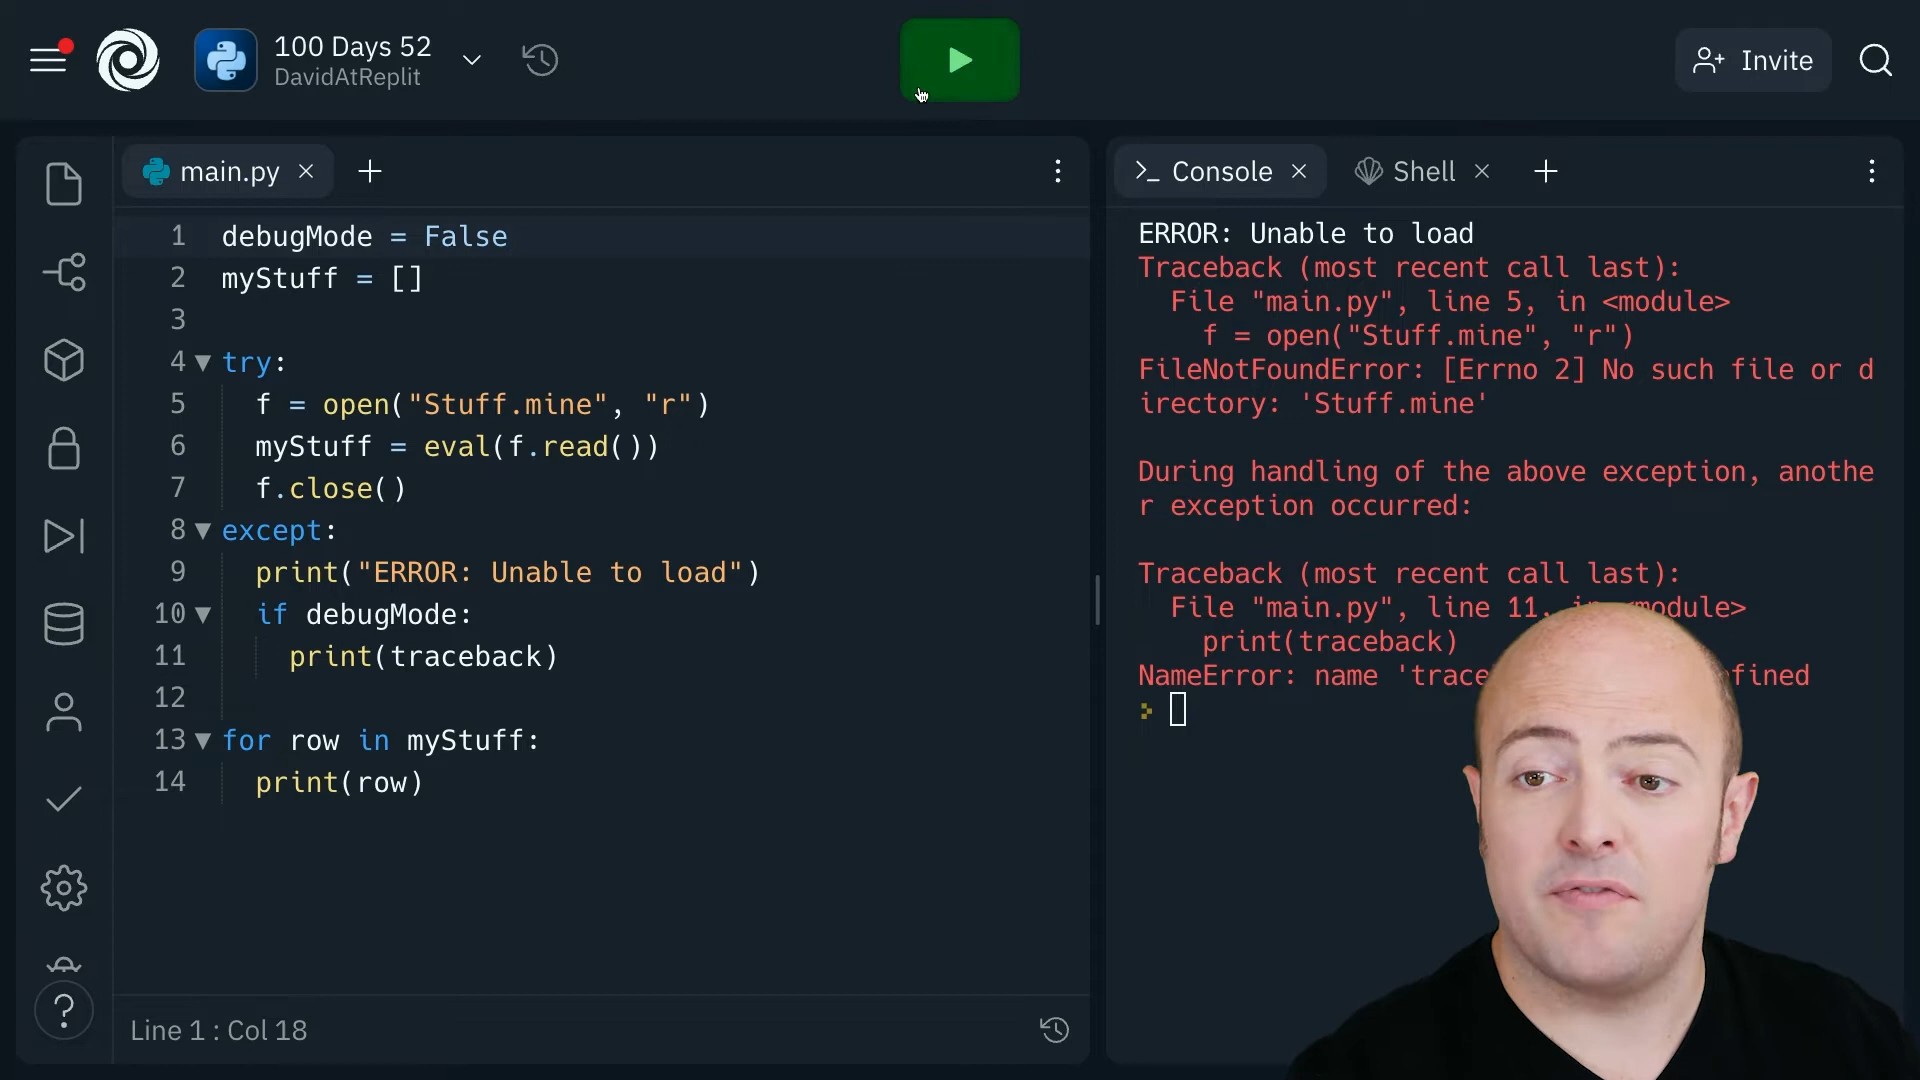 100 Days 52
DavidAtReplit
Invite
main.py
1 debugMode = False
2 myStuff = []
3
4 try:
5 f = open("Stuff.mine", "r")
6 myStuff = eval(f.read())
7 f.close()
8 except:
9 print("ERROR: Unable to load")
10 if debugMode:
11 print(traceback)
12
13 for row in myStuff:
14 print(row)
Line 1 : Col 18
Console
Shell
ERROR: Unable to load
Traceback (most recent call last):
File "main.py", line 5, in <module>
f = open("Stuff.mine", "r")
FileNotFoundError: [Errno 2] No such file or d
irectory: 'Stuff.mine'
During handling of the above exception, anothe
r exception occurred:
Traceback (most recent call last):
File "main.py", line 11, in <module>
print(traceback)
NameError: name 'trace fined